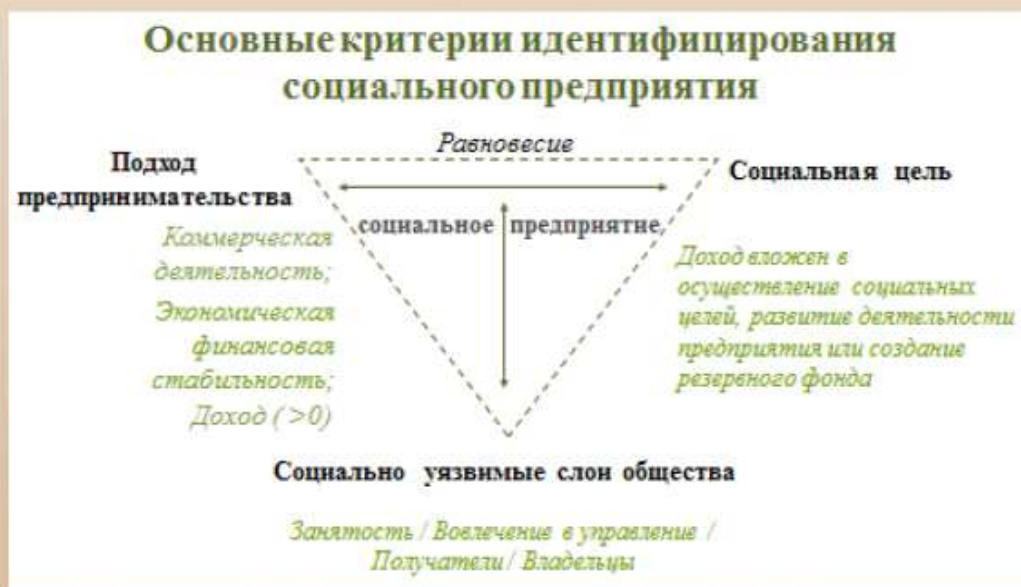 Основные критерии идентифицирования
социального предприятия
Равновесие
Подход
предпринимательства
Социальная цель
социальное предприятие
Коммерческая
деятельность;
Экономическая
финансовая
стабильность;
Доход (>0)
Доход вложен в
осуществление социальных
целей, развитие деятельности
предприятия или создание
резервного фонда
Социально уязвимые слои общества
Занятость / Вовлечение в управление /
Получатели / Владельцы